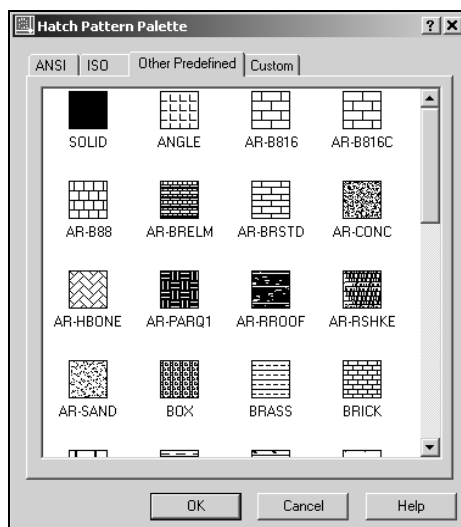 Hatch Pattern Palette
ANSI ISO Other Predefined Custom
SOLID ANGLE AR-B816 AR-B816C
AR-B88 AR-BRELM AR-BRSTD AR-CONC
AR-HBONE AR-PARQ1 AR-RROOF AR-RSHKE
AR-SAND BOX BRASS BRICK
OK Cancel Help